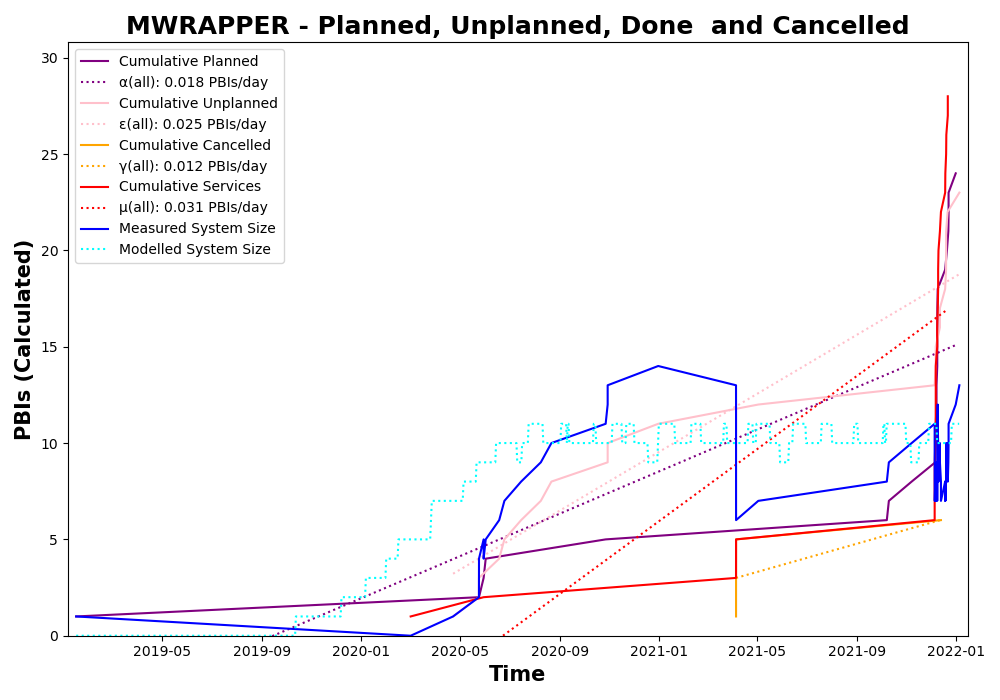 MWRAPPER - Planned, Unplanned, Done  and Cancelled
Cumulative Planned
α(all): 0.018 PBIs/day
Cumulative Unplanned
ε(all): 0.025 PBIs/day
Cumulative Cancelled
γ(all): 0.012 PBIs/day
Cumulative Services
μ(all): 0.031 PBIs/day
Measured System Size
Modelled System Size
PBIs (Calculated)
30
25
20
15
10
5
0
2019-05 2019-09 2020-01 2020-05 2020-09 2021-01 2021-05 2021-09 2022-01
Time